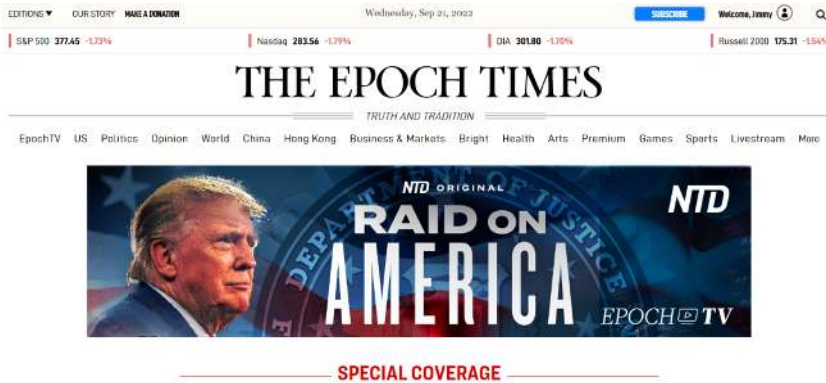 EDITIONS▼ OUR STORY MAKE A DONATION Wednesday, Sep 21, 2022 SUBSCRIBE Welcome, Jimmy
S&P 500 377.45 -1.73% Nasdaq 283.56 -1.79% DIA 301.80 -1.70% Russell 2000 175.31 -1.54%
THE EPOCH TIMES
TRUTH AND TRADITION
EpochTV US Politics Opinion World China Hong Kong Business & Markets Bright Health Arts Premium Games Sports Livestream More
NTD ORIGINAL
NTD
RAID ON
AMERICA
DEPARTMENT OF JUSTICE
EPOCH TV
SPECIAL COVERAGE